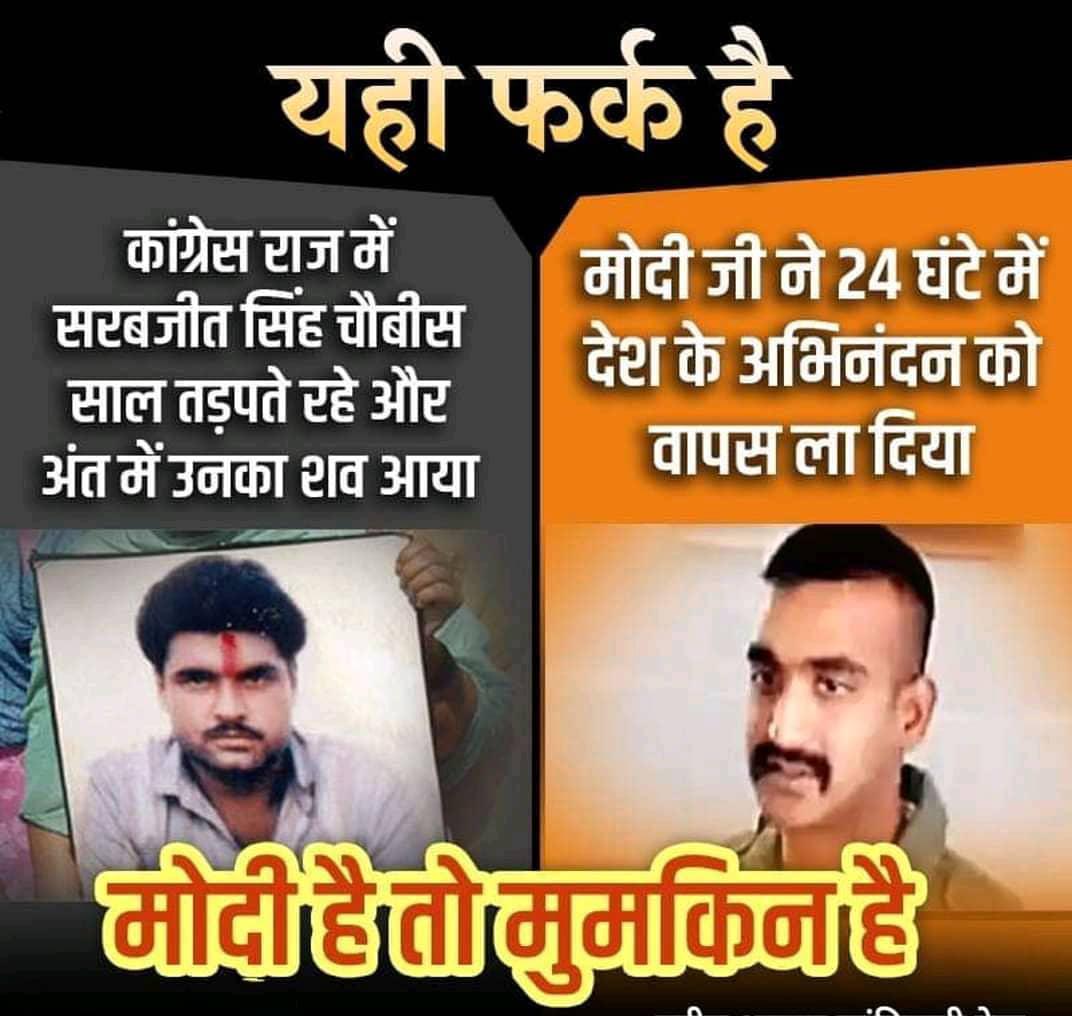 यही फर्क है
कांग्रेस राज में
सरबजीत सिंह चौबीस
साल तड़पते रहे और
अंत में उनका शव आया
मोदी जी ने 24 घंटे में
देश के अभिनंदन को
वापस ला दिया
मोदी है तो मुमकिन है